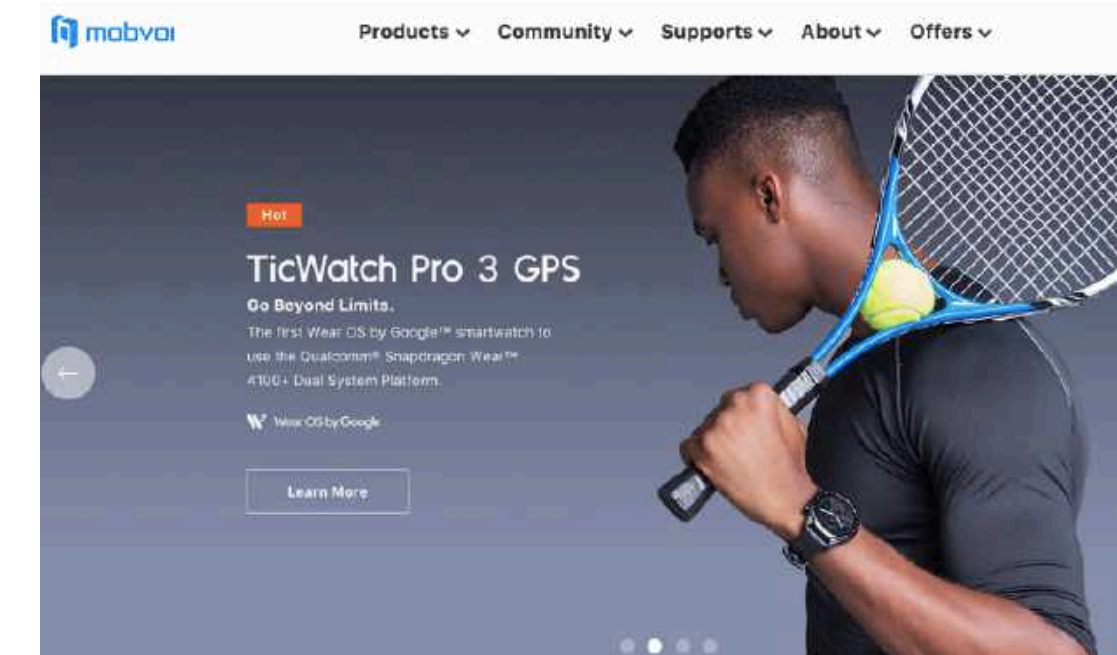 mobvoi
Products Community Supports About Offers
Hot
TicWatch Pro 3 GPS
Go Beyond Limits.
The first Wear OS by Google™ smartwatch to
use the Qualcomm® Snapdragon Wear™
4100+ Dual System Platform.
Wear OS by Google
Learn More